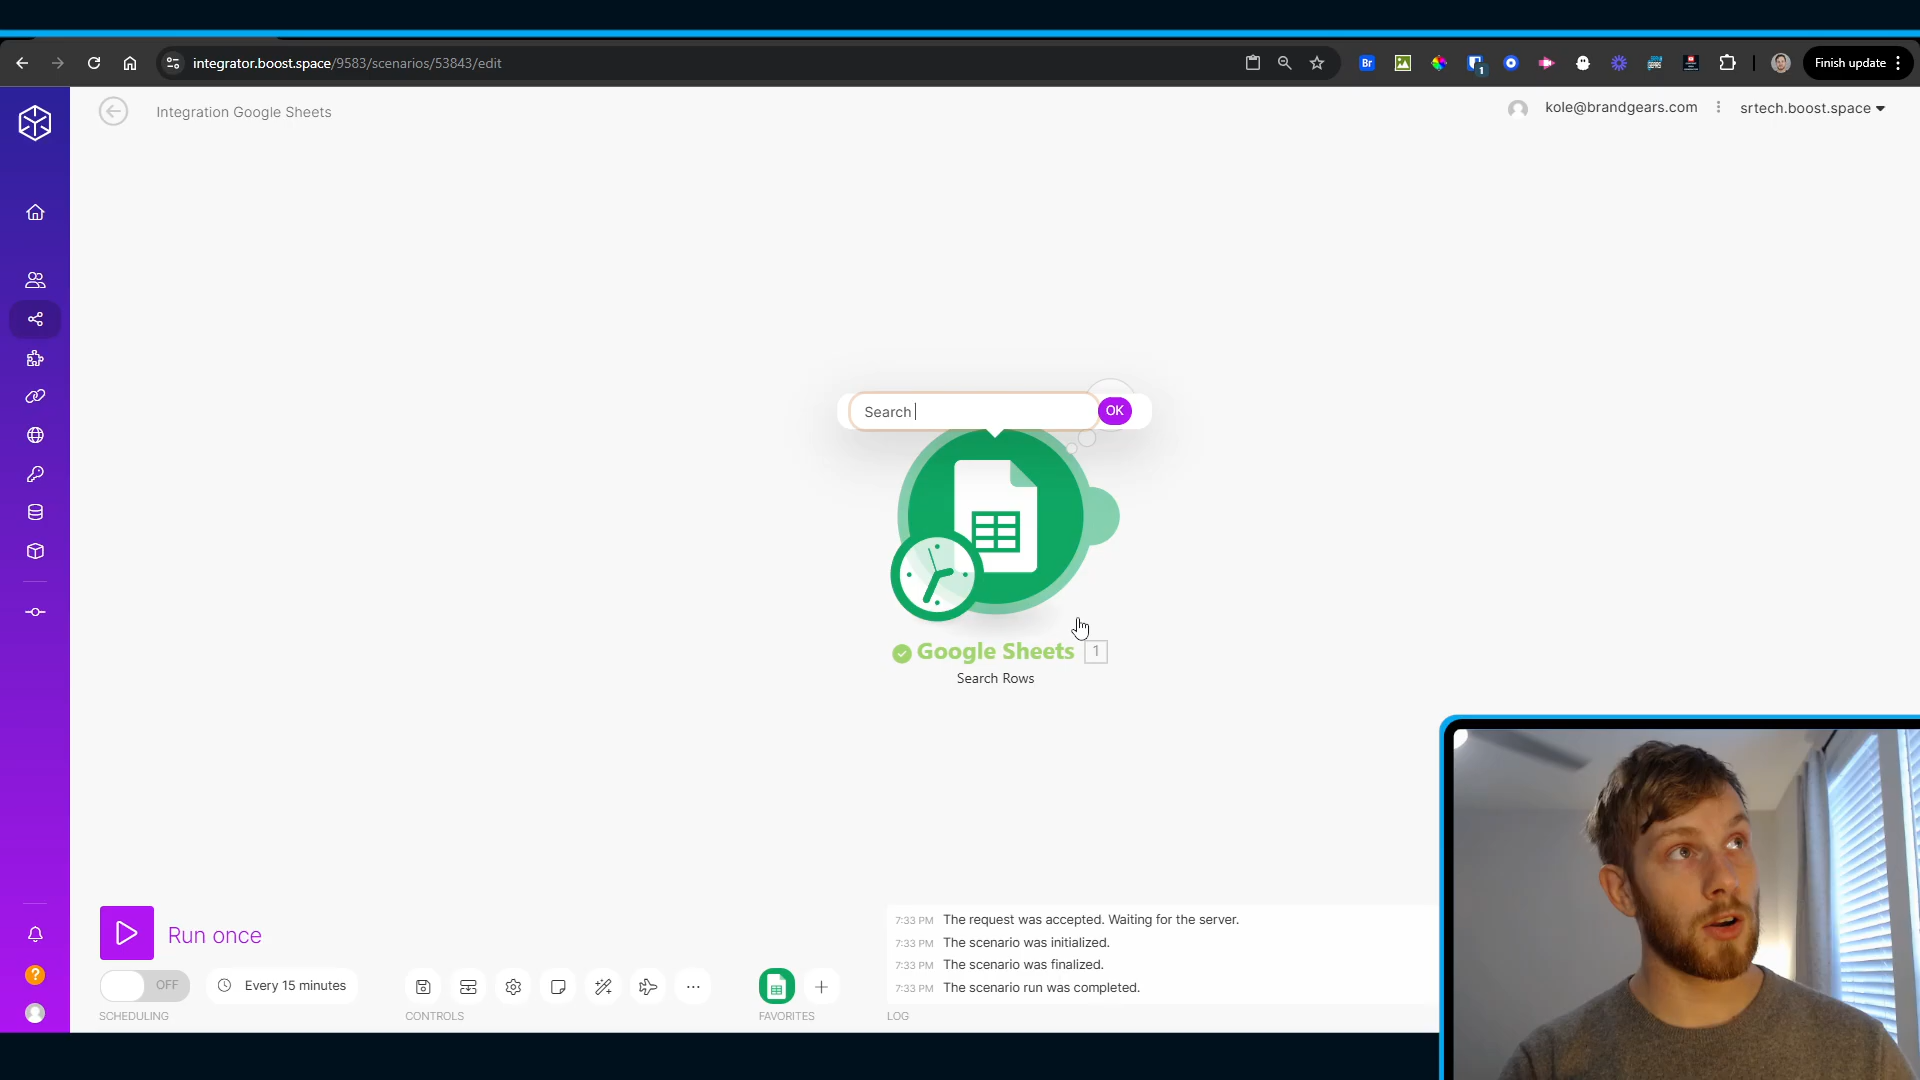 integrator.boost.space/9583/scenarios/53843/edit
Br
1
Finish update
Integration Google Sheets
kole@brandgears.com
srtech.boost.space
Search
OK
Google Sheets
1
Search Rows
Run once
OFF
Every 15 minutes
SCHEDULING
CONTROLS
FAVORITES
7:33 PM The request was accepted. Waiting for the server.
7:33 PM The scenario was initialized.
7:33 PM The scenario was finalized.
7:33 PM The scenario run was completed.
LOG
?